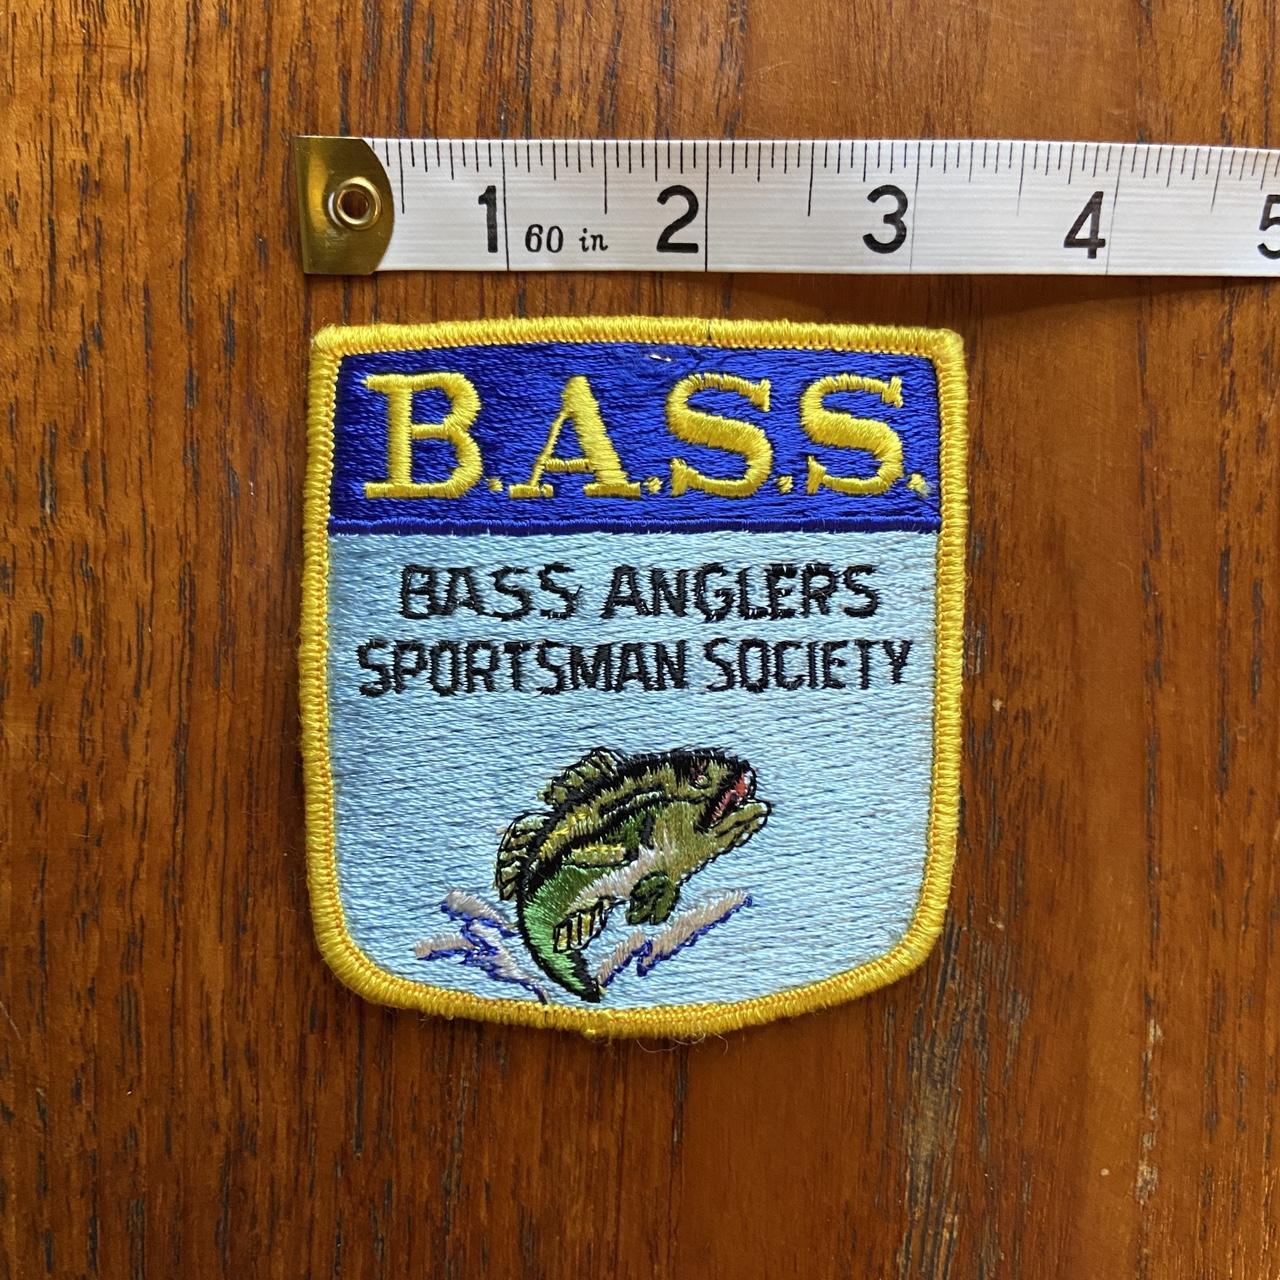 1 60 in 2 3 4 5
B.A.S.S.
BASS ANGLERS
SPORTSMAN SOCIETY